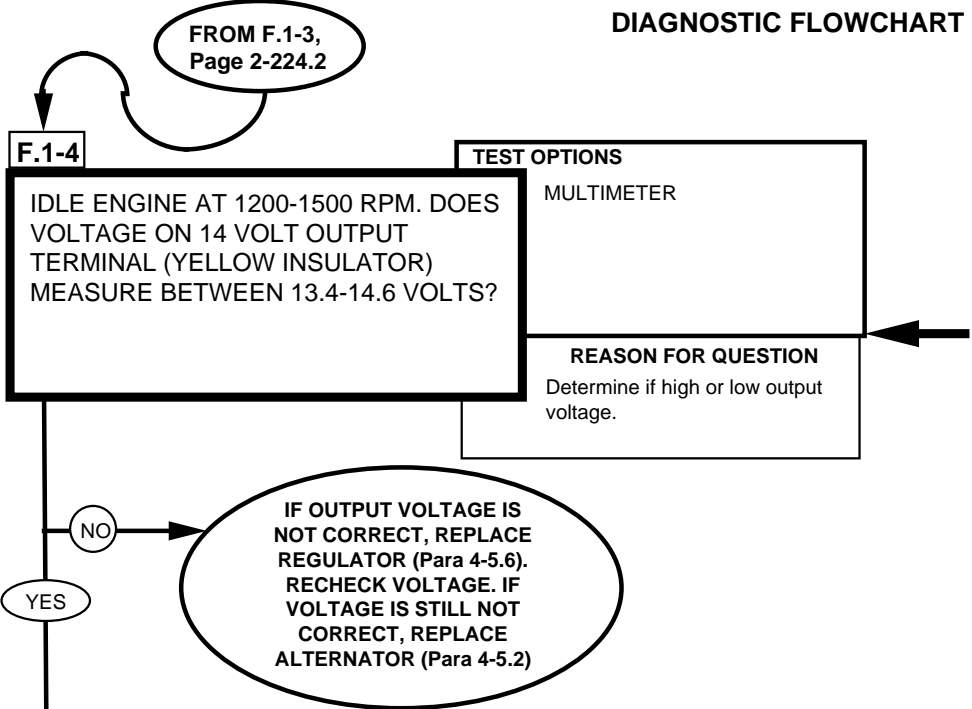 DIAGNOSTIC FLOWCHART
FROM F.1-3,
Page 2-224.2
F.1-4
IDLE ENGINE AT 1200-1500 RPM. DOES
VOLTAGE ON 14 VOLT OUTPUT
TERMINAL (YELLOW INSULATOR)
MEASURE BETWEEN 13.4-14.6 VOLTS?
TEST OPTIONS
MULTIMETER
REASON FOR QUESTION
Determine if high or low output
voltage.
NO
IF OUTPUT VOLTAGE IS
NOT CORRECT, REPLACE
REGULATOR (Para 4-5.6).
RECHECK VOLTAGE. IF
VOLTAGE IS STILL NOT
CORRECT, REPLACE
ALTERNATOR (Para 4-5.2)
YES